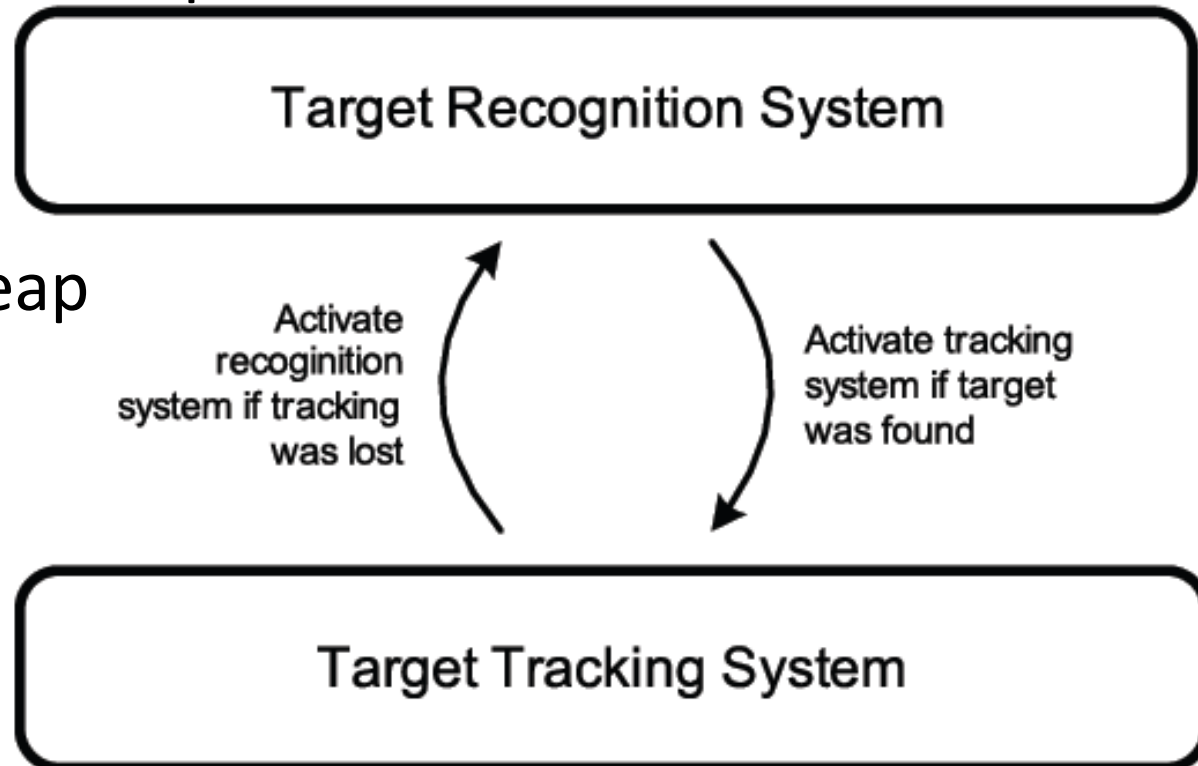 Target Recognition System
eap
Activate
recoginition
system if tracking
was lost
Activate tracking
system if target
was found
Target Tracking System